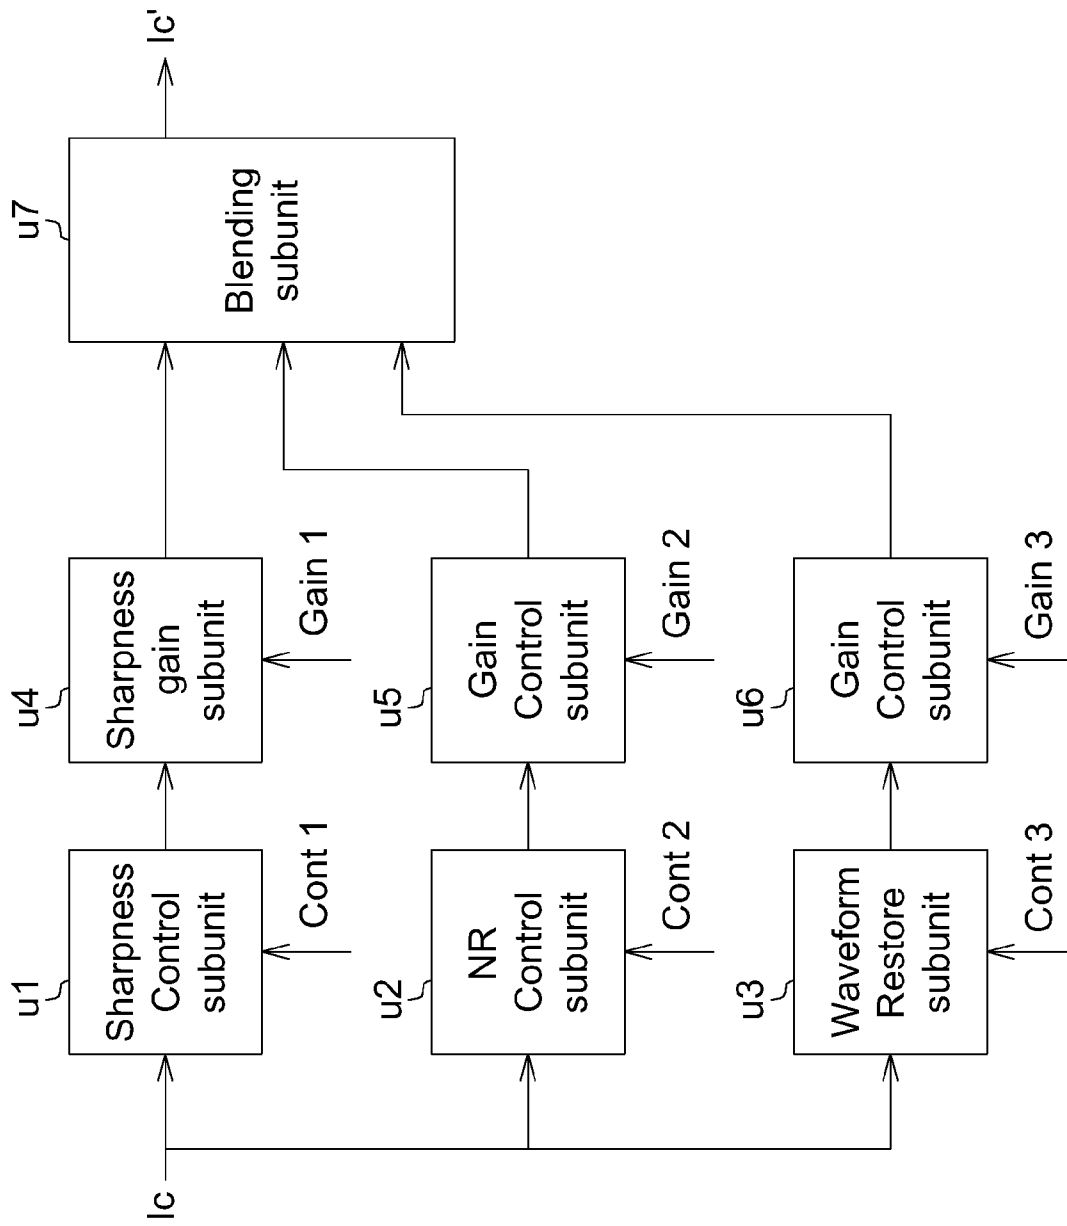 Ic
u1
Sharpness
Control
subunit
Cont 1
u4
Sharpness
gain
subunit
Gain 1
u7
Blending
subunit
Ic'
u2
NR
Control
subunit
Cont 2
u5
Gain
Control
subunit
Gain 2
u3
Waveform
Restore
subunit
Cont 3
u6
Gain
Control
subunit
Gain 3